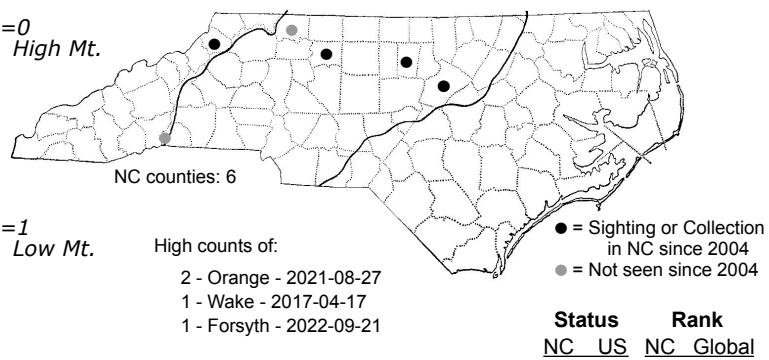 =0
High Mt.
NC counties: 6
=1
Low Mt.
High counts of:
2 - Orange - 2021-08-27
1 - Wake - 2017-04-17
1 - Forsyth - 2022-09-21
= Sighting or Collection
in NC since 2004
= Not seen since 2004
Status Rank
NC US NC Global